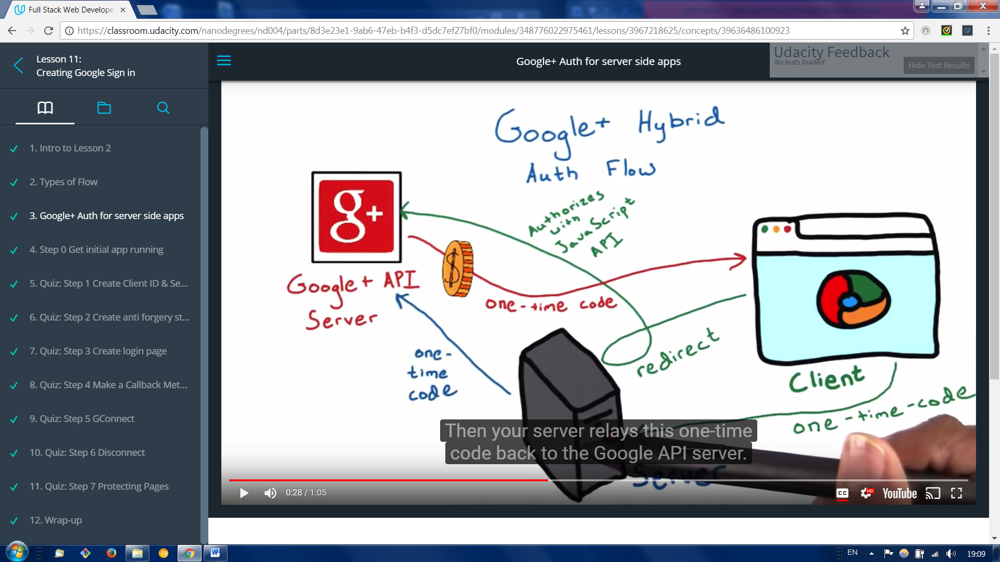 Full Stack Web Develope
https://classroom.udacity.com/nanodegrees/nd004/parts/8d3e23e1-9ab6-47eb-b4f3-d5dc7ef27bf0/modules/348776022975461/lessons/3967218625/concepts/39636486100923
Lesson 11:
Creating Google Sign in
1. Intro to Lesson 2
2. Types of Flow
3. Google+ Auth for server side apps
4. Step 0 Get initial app running
5. Quiz: Step 1 Create Client ID & Se...
6. Quiz: Step 2 Create anti forgery st...
7. Quiz: Step 3 Create login page
8. Quiz: Step 4 Make a Callback Met...
9. Quiz: Step 5 GConnect
10. Quiz: Step 6 Disconnect
11. Quiz: Step 7 Protecting Pages
12. Wrap-up
Google+ Auth for server side apps
Udacity Feedback
No tests loaded
Hide Test Results
Google+ Hybrid
Auth Flow
g+
Authorizes
with
JavaScript
API
Google+ API
Server
$
one-time code
one-
time
code
redirect
Client
one-time-code
Then your server relays this one-time
code back to the Google API server.
Server
0:28 / 1:05
CC
HD
YouTube
W
EN
19:09